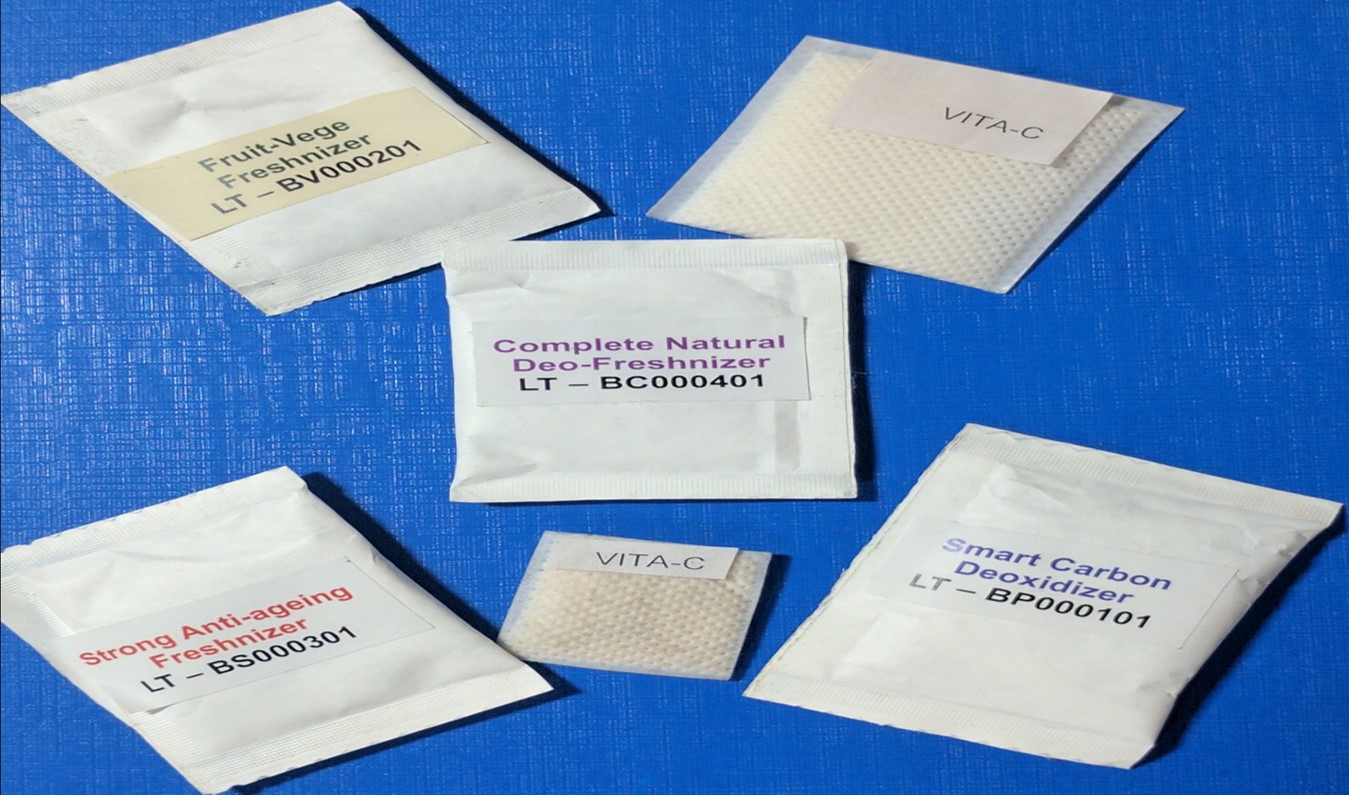 Fruit-Vege
Freshnizer
LT – BV000201
VITA-C
Complete Natural
Deo-Freshnizer
LT – BC000401
Strong Anti-ageing
Freshnizer
LT – BS000301
VITA-C
Smart Carbon
Deoxidizer
LT – BP000101